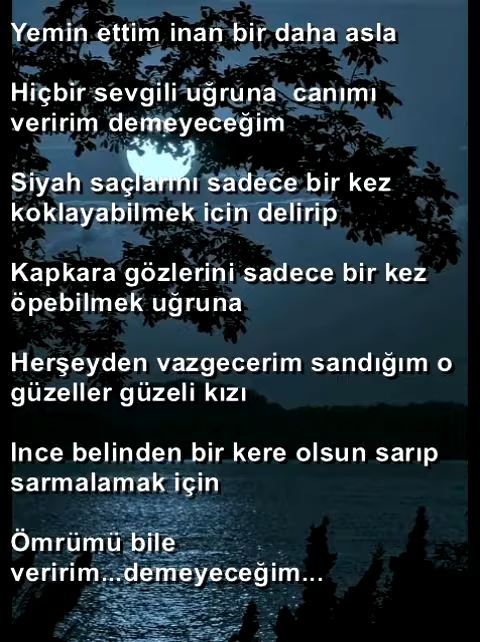 Yemin ettim inan bir daha asla
Hiçbir sevgili uğruna canımı
veririm demeyeceğim
Siyah saçlarını sadece bir kez
koklayabilmek icin delirip
Kapkara gözlerini sadece bir kez
öpebilmek uğruna
Herşeyden vazgecerim sandığım o
güzeller güzeli kızı
Ince belinden bir kere olsun sarıp
sarmalamak için
Ömrümü bile
veririm...demeyeceğim...